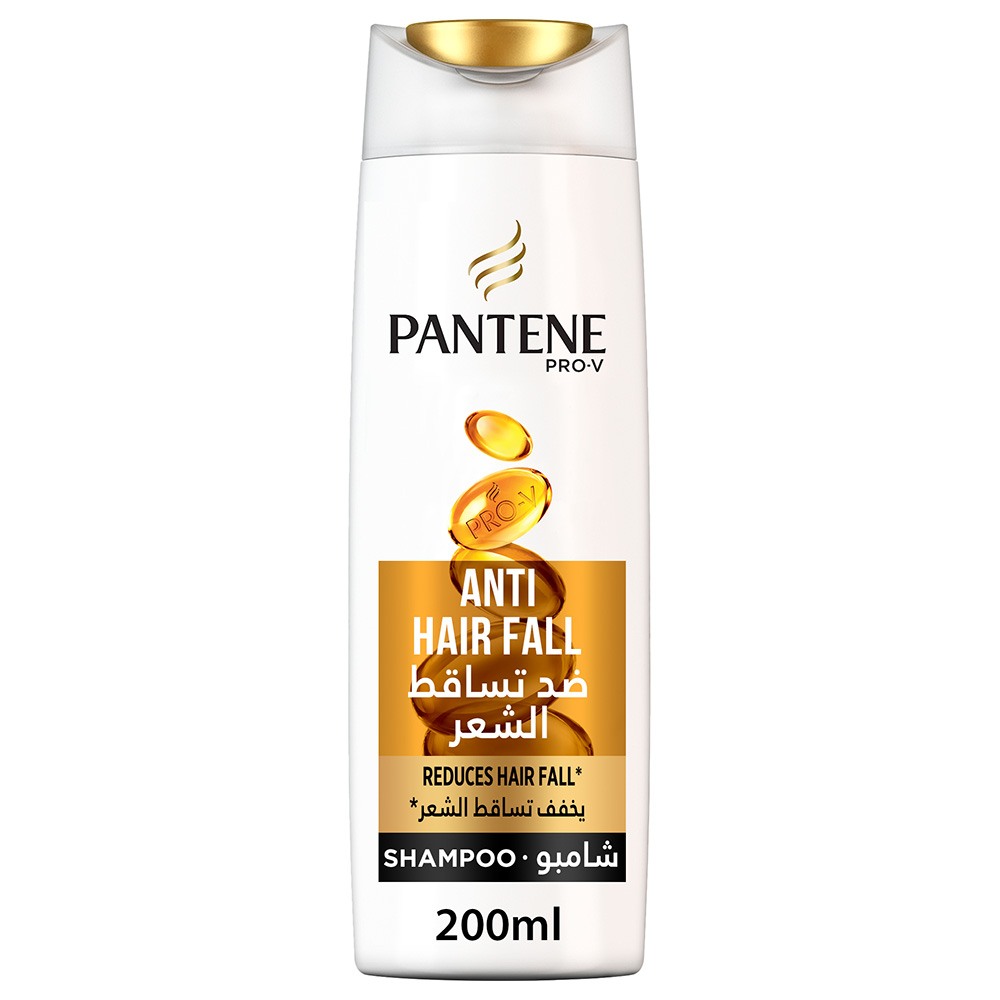 PANTENE
PRO-V
PRO-V
ANTI
HAIR FALL
ضد تساقط
الشعر
REDUCES HAIR FALL*
يخفف تساقط الشعر*
SHAMPOO · شامبو
200ml